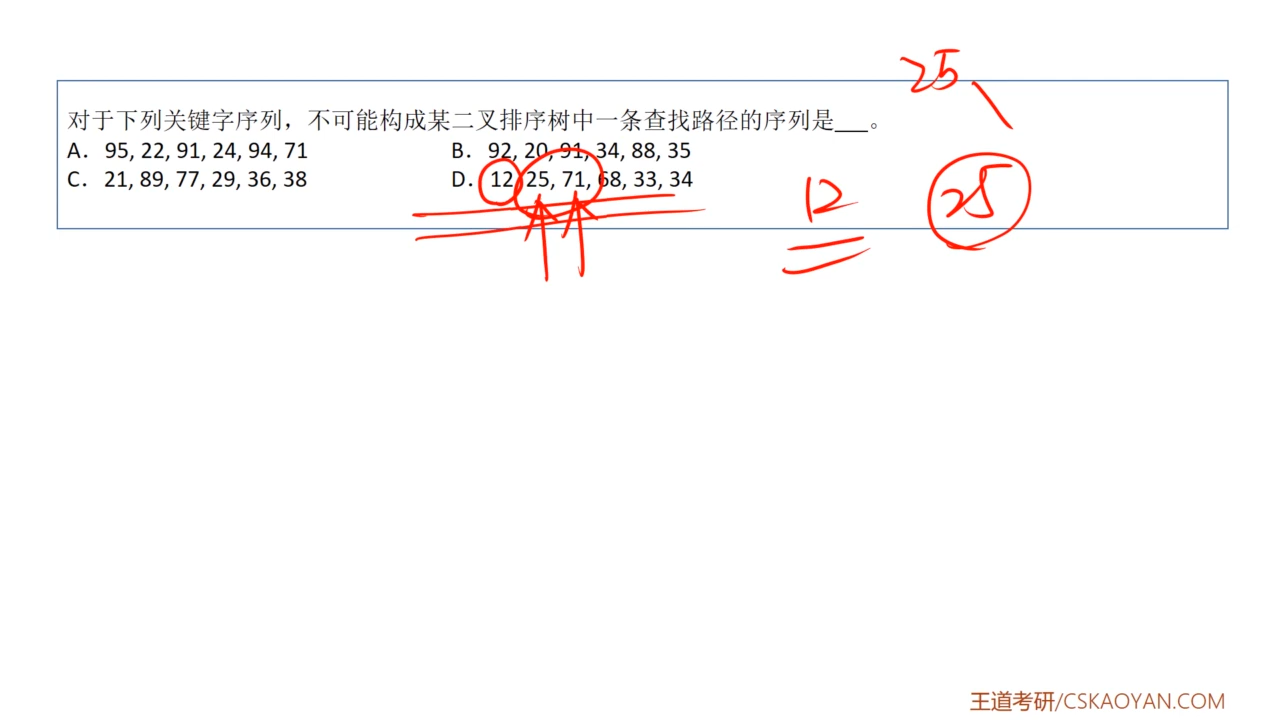 25
对于下列关键字序列，不可能构成某二叉排序树中一条查找路径的序列是___。
A. 95, 22, 91, 24, 94, 71 B. 92, 20, 91, 34, 88, 35
C. 21, 89, 77, 29, 36, 38 D. 12, 25, 71, 68, 33, 34
12 25
王道考研/CSKAOYAN.COM